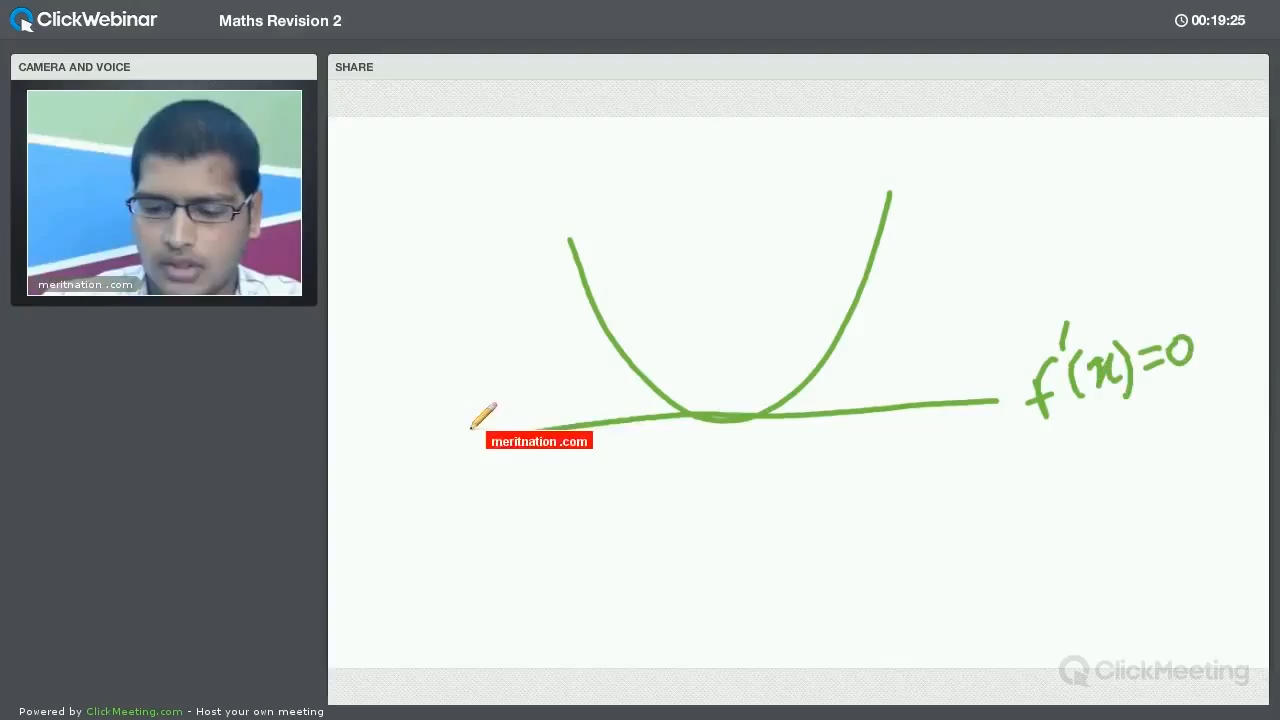 ClickWebinar
Maths Revision 2
00:19:25
CAMERA AND VOICE
SHARE
meritnation .com
f'(x)=0
meritnation .com
ClickMeeting
Powered by ClickMeeting.com - Host your own meeting